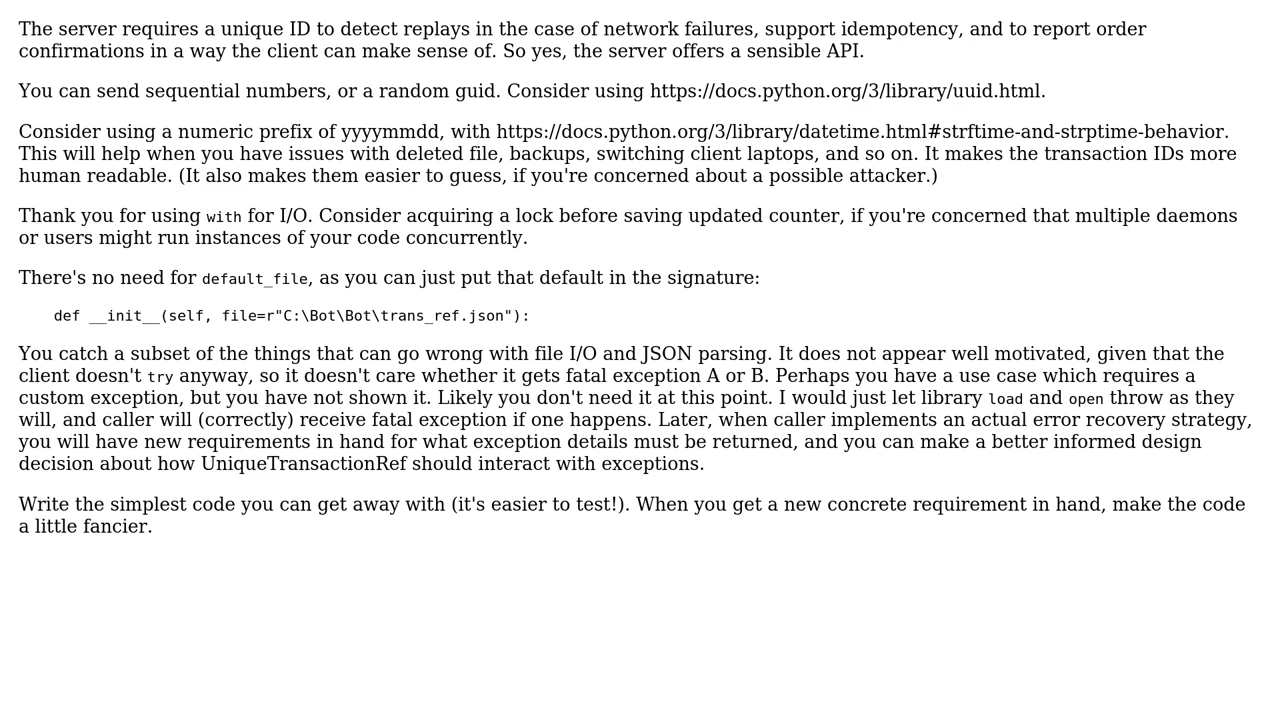 The server requires a unique ID to detect replays in the case of network failures, support idempotency, and to report order
confirmations in a way the client can make sense of. So yes, the server offers a sensible API.
You can send sequential numbers, or a random guid. Consider using https://docs.python.org/3/library/uuid.html.
Consider using a numeric prefix of yyyymmdd, with https://docs.python.org/3/library/datetime.html#strftime-and-strptime-behavior.
This will help when you have issues with deleted file, backups, switching client laptops, and so on. It makes the transaction IDs more
human readable. (It also makes them easier to guess, if you're concerned about a possible attacker.)
Thank you for using with for I/O. Consider acquiring a lock before saving updated counter, if you're concerned that multiple daemons
or users might run instances of your code concurrently.
There's no need for default_file, as you can just put that default in the signature:
def __init__(self, file=r"C:\Bot\Bot\trans_ref.json"):
You catch a subset of the things that can go wrong with file I/O and JSON parsing. It does not appear well motivated, given that the
client doesn't try anyway, so it doesn't care whether it gets fatal exception A or B. Perhaps you have a use case which requires a
custom exception, but you have not shown it. Likely you don't need it at this point. I would just let library load and open throw as they
will, and caller will (correctly) receive fatal exception if one happens. Later, when caller implements an actual error recovery strategy,
you will have new requirements in hand for what exception details must be returned, and you can make a better informed design
decision about how UniqueTransactionRef should interact with exceptions.
Write the simplest code you can get away with (it's easier to test!). When you get a new concrete requirement in hand, make the code
a little fancier.